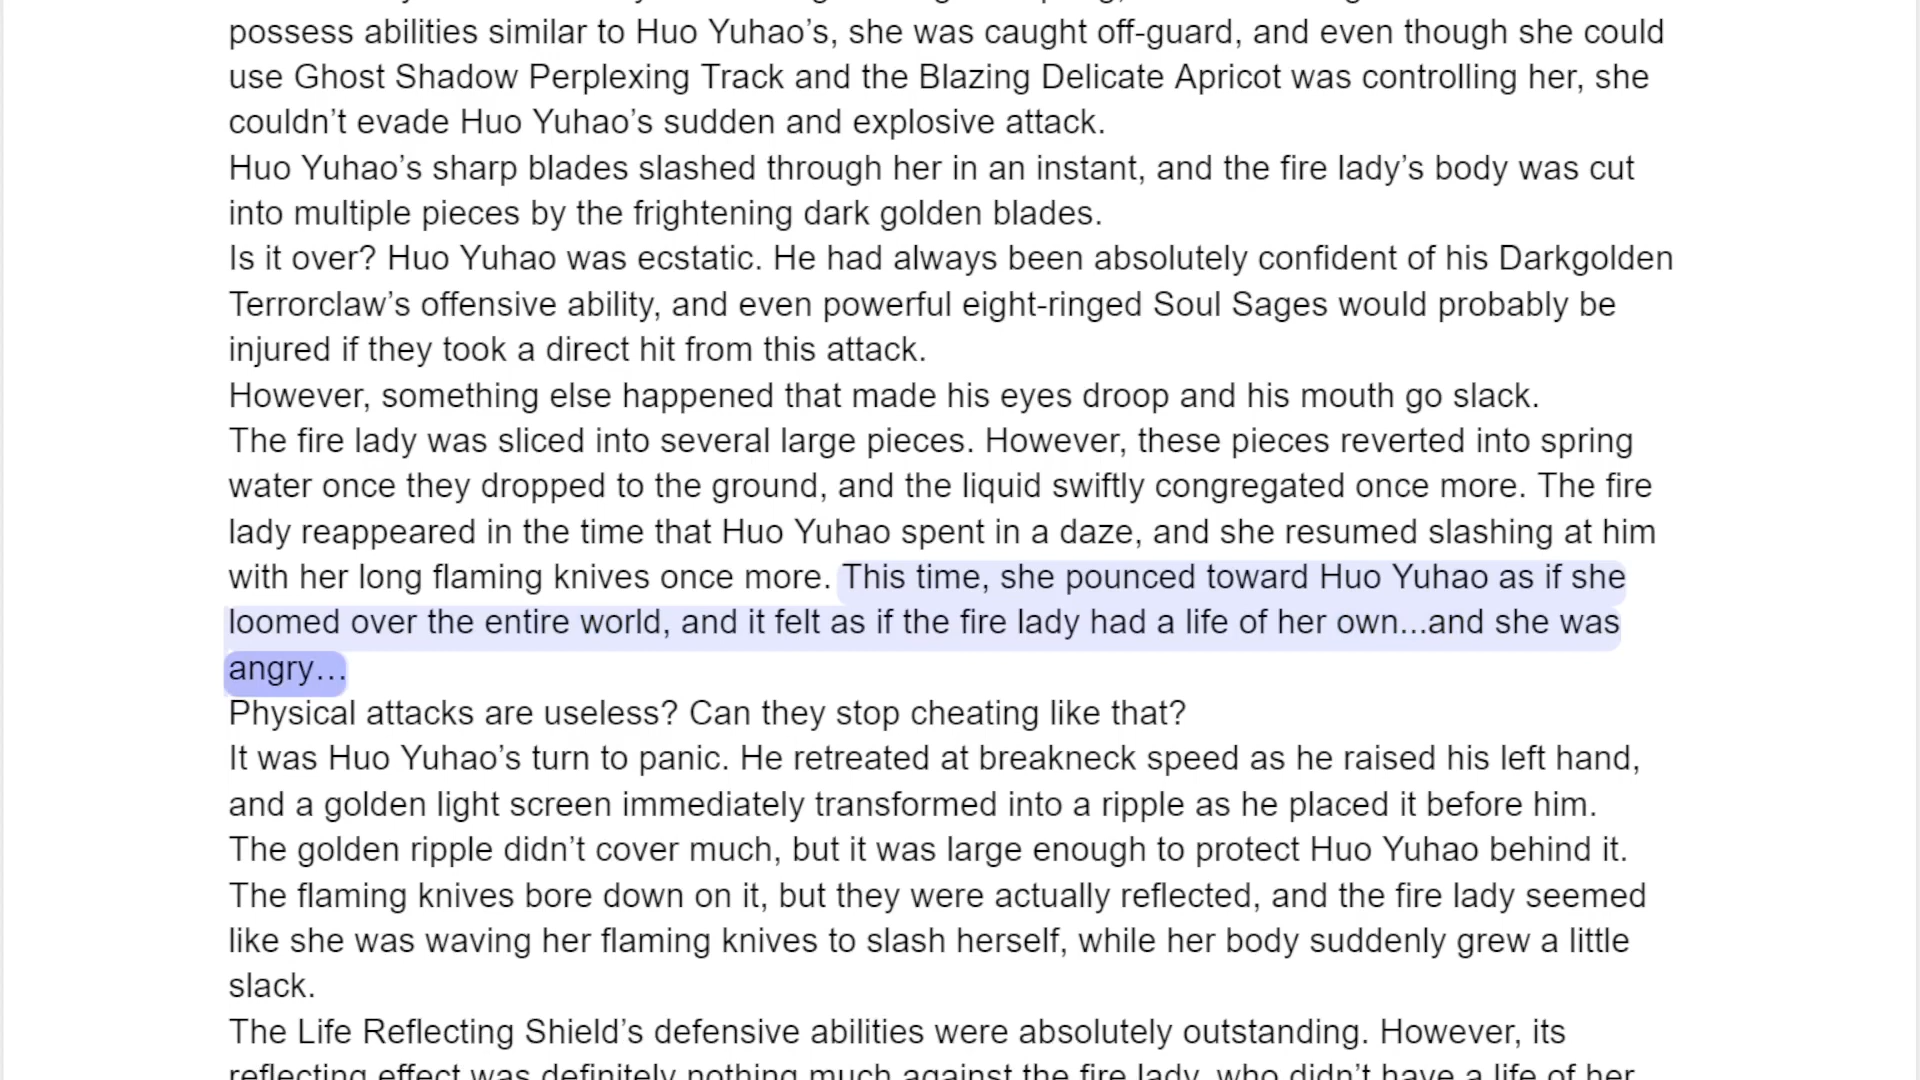 possess abilities similar to Huo Yuhao’s, she was caught off-guard, and even though she could
use Ghost Shadow Perplexing Track and the Blazing Delicate Apricot was controlling her, she
couldn’t evade Huo Yuhao’s sudden and explosive attack.
Huo Yuhao’s sharp blades slashed through her in an instant, and the fire lady’s body was cut
into multiple pieces by the frightening dark golden blades.
Is it over? Huo Yuhao was ecstatic. He had always been absolutely confident of his Darkgolden
Terrorclaw’s offensive ability, and even powerful eight-ringed Soul Sages would probably be
injured if they took a direct hit from this attack.
However, something else happened that made his eyes droop and his mouth go slack.
The fire lady was sliced into several large pieces. However, these pieces reverted into spring
water once they dropped to the ground, and the liquid swiftly congregated once more. The fire
lady reappeared in the time that Huo Yuhao spent in a daze, and she resumed slashing at him
with her long flaming knives once more. This time, she pounced toward Huo Yuhao as if she
loomed over the entire world, and it felt as if the fire lady had a life of her own...and she was
angry…
Physical attacks are useless? Can they stop cheating like that?
It was Huo Yuhao’s turn to panic. He retreated at breakneck speed as he raised his left hand,
and a golden light screen immediately transformed into a ripple as he placed it before him.
The golden ripple didn’t cover much, but it was large enough to protect Huo Yuhao behind it.
The flaming knives bore down on it, but they were actually reflected, and the fire lady seemed
like she was waving her flaming knives to slash herself, while her body suddenly grew a little
slack.
The Life Reflecting Shield’s defensive abilities were absolutely outstanding. However, its
reflecting effect was definitely nothing much against the fire lady, who didn’t have a life of her